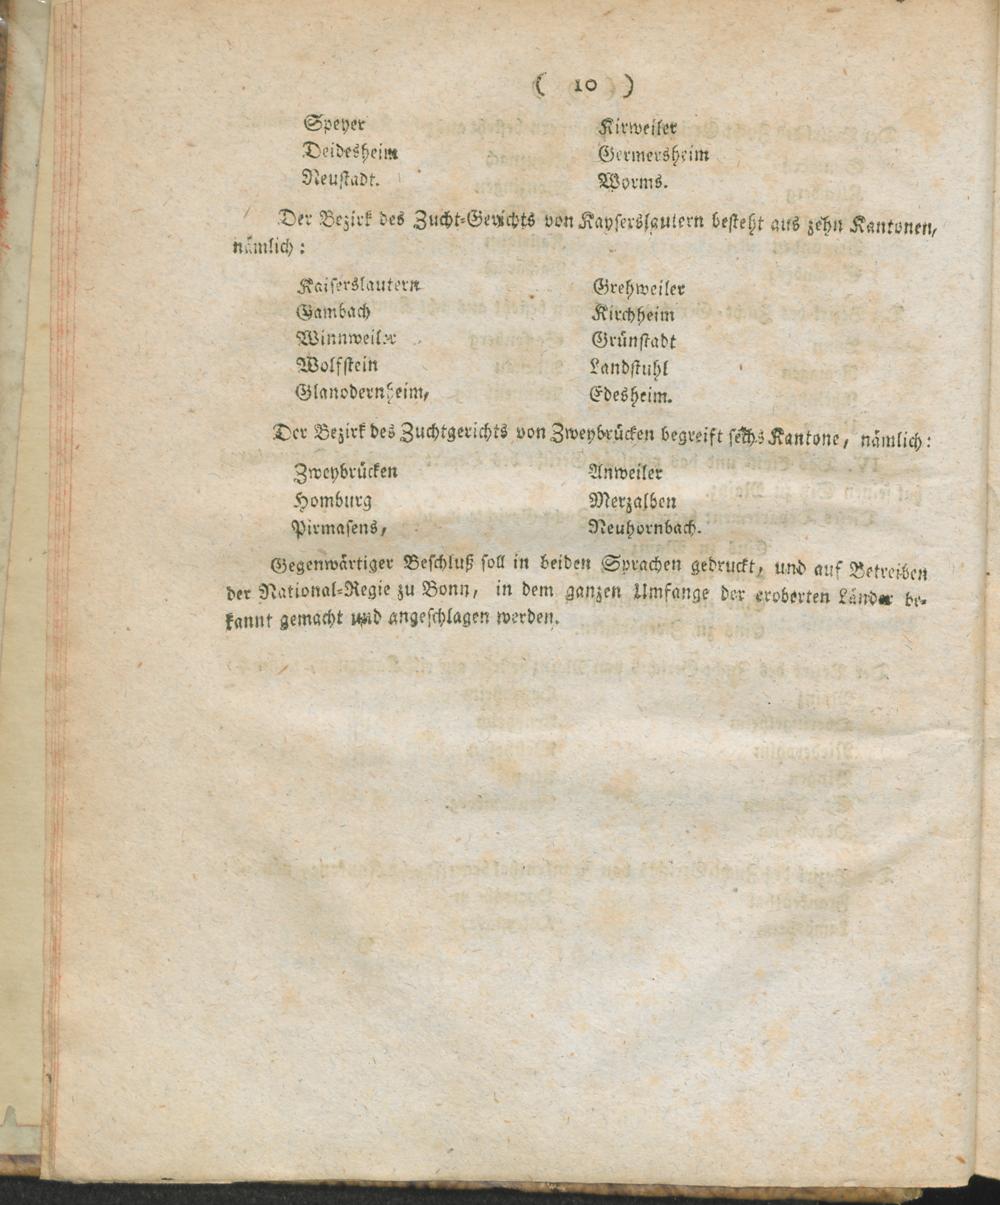 ( 10 )
Speyer Kirweiler
Deidesheim Germersheim
Neustadt. Worms.
Der Bezirk des Zucht-Gerichts von Kayserslautern besteht aus zehn Kantonen,
nämlich:
Kaiserslautern Grehweiler
Gambach Kirchheim
Winnweiler Grünstadt
Wolfstein Landstuhl
Glanodernheim, Edesheim.
Der Bezirk des Zuchtgerichts von Zweybrücken begreift sechs Kantone, nämlich:
Zweybrücken Anweiler
Homburg Merzalben
Pirmasens, Neuhornbach.
Gegenwärtiger Beschluß soll in beiden Sprachen gedruckt, und auf Betreiben
der National-Regie zu Bonn, in dem ganzen Umfange der eroberten Länder be-
kannt gemacht und angeschlagen werden.